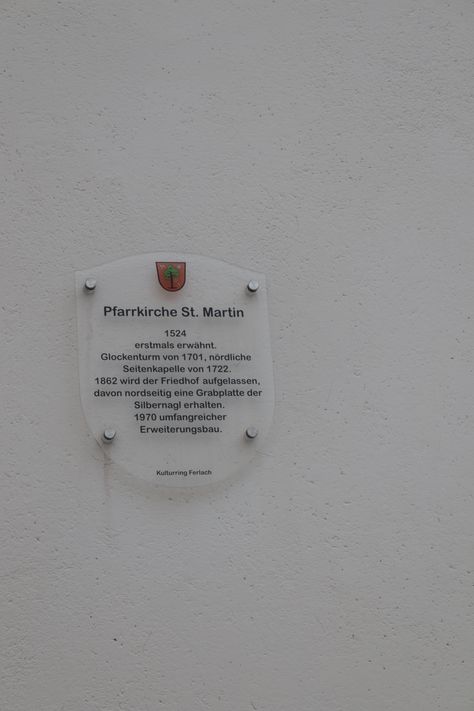 Pfarrkirche St. Martin
1524
erstmals erwähnt.
Glockenturm von 1701, nördliche
Seitenkapelle von 1722.
1862 wird der Friedhof aufgelassen,
davon nordseitig eine Grabplatte der
Silbernagl erhalten.
1970 umfangreicher
Erweiterungsbau.
Kulturring Ferlach